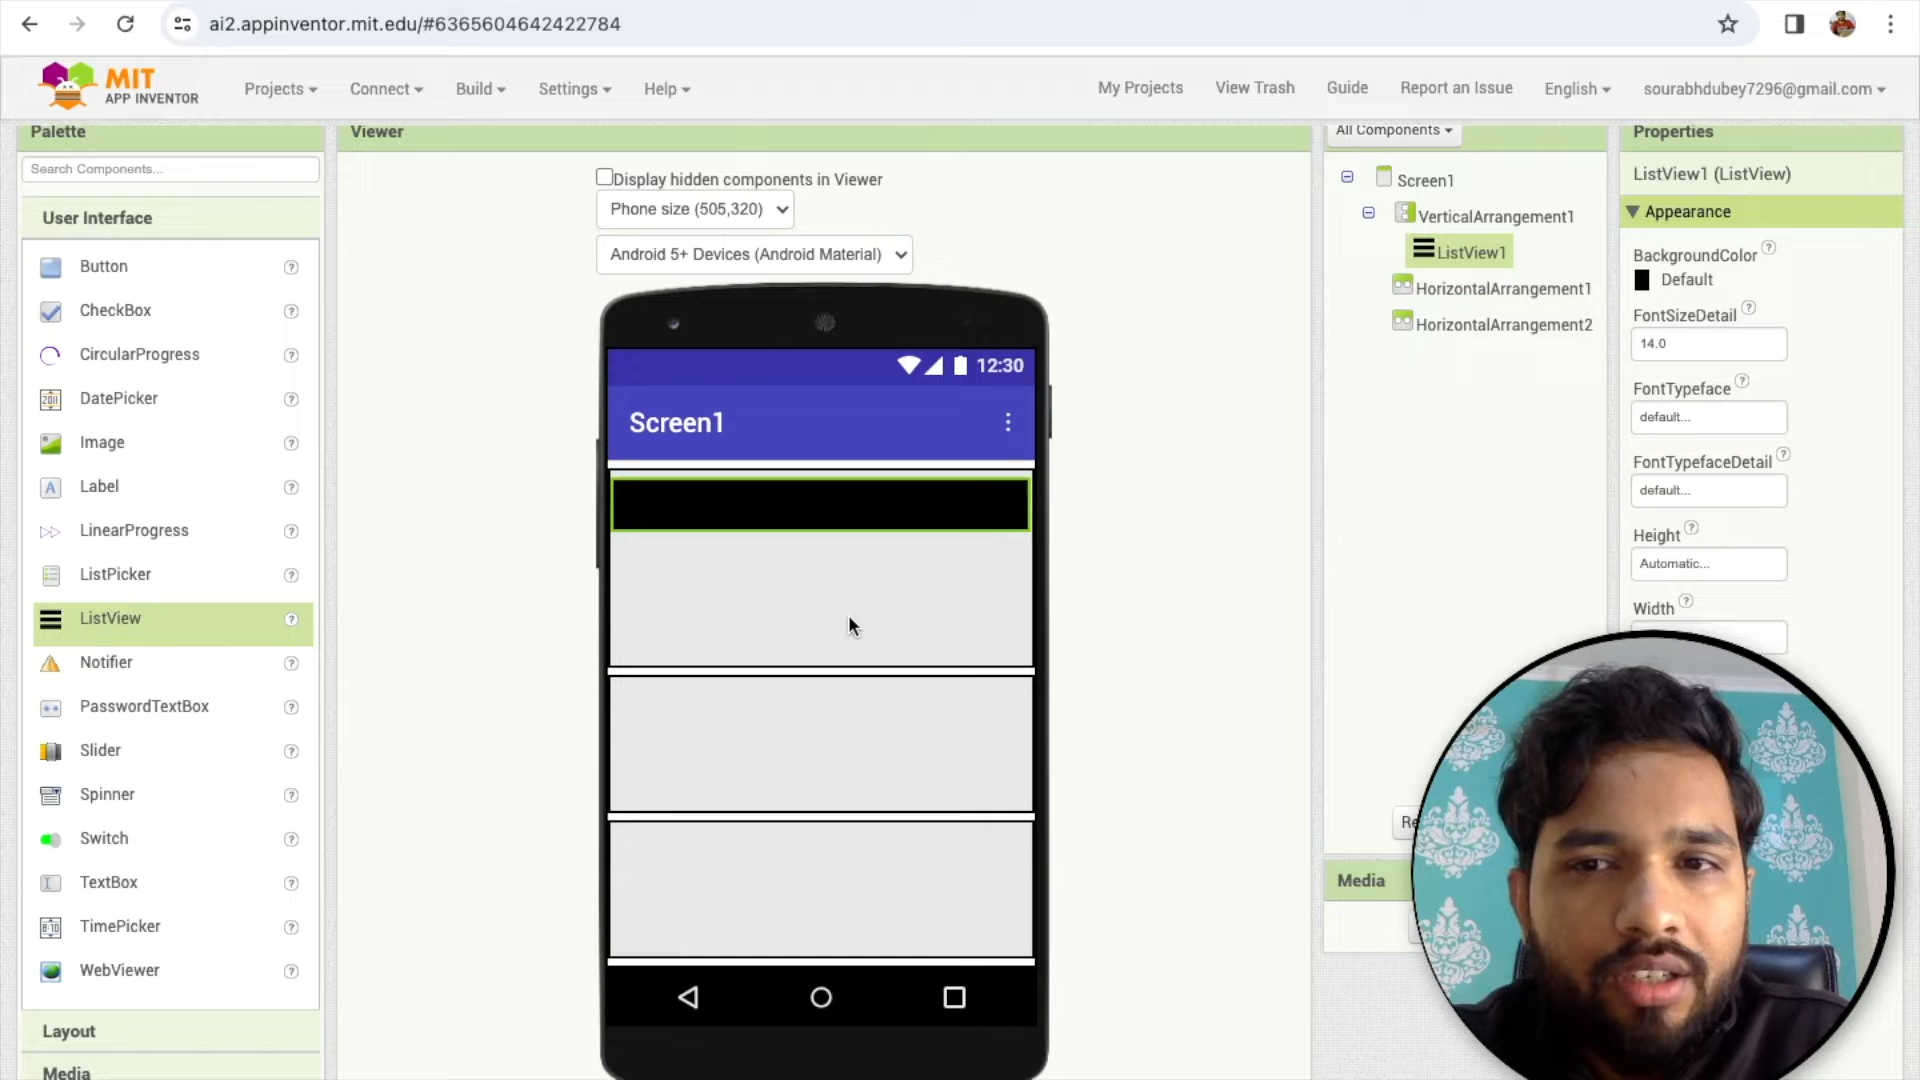 ai2.appinventor.mit.edu/#6365604642422784
MIT
APP INVENTOR
Projects
Connect
Build
Settings
Help
My Projects
View Trash
Guide
Report an Issue
English
sourabhdubey7296@gmail.com
Palette
Search Components...
User Interface
Button
CheckBox
CircularProgress
DatePicker
Image
Label
LinearProgress
ListPicker
ListView
Notifier
PasswordTextBox
Slider
Spinner
Switch
TextBox
TimePicker
WebViewer
Layout
Media
Viewer
Display hidden components in Viewer
Phone size (505,320)
Android 5+ Devices (Android Material)
12:30
Screen1
All Components
Screen1
VerticalArrangement1
ListView1
HorizontalArrangement1
HorizontalArrangement2
Re
Media
Properties
ListView1 (ListView)
Appearance
BackgroundColor
Default
FontSizeDetail
14.0
FontTypeface
default...
FontTypefaceDetail
default...
Height
Automatic...
Width